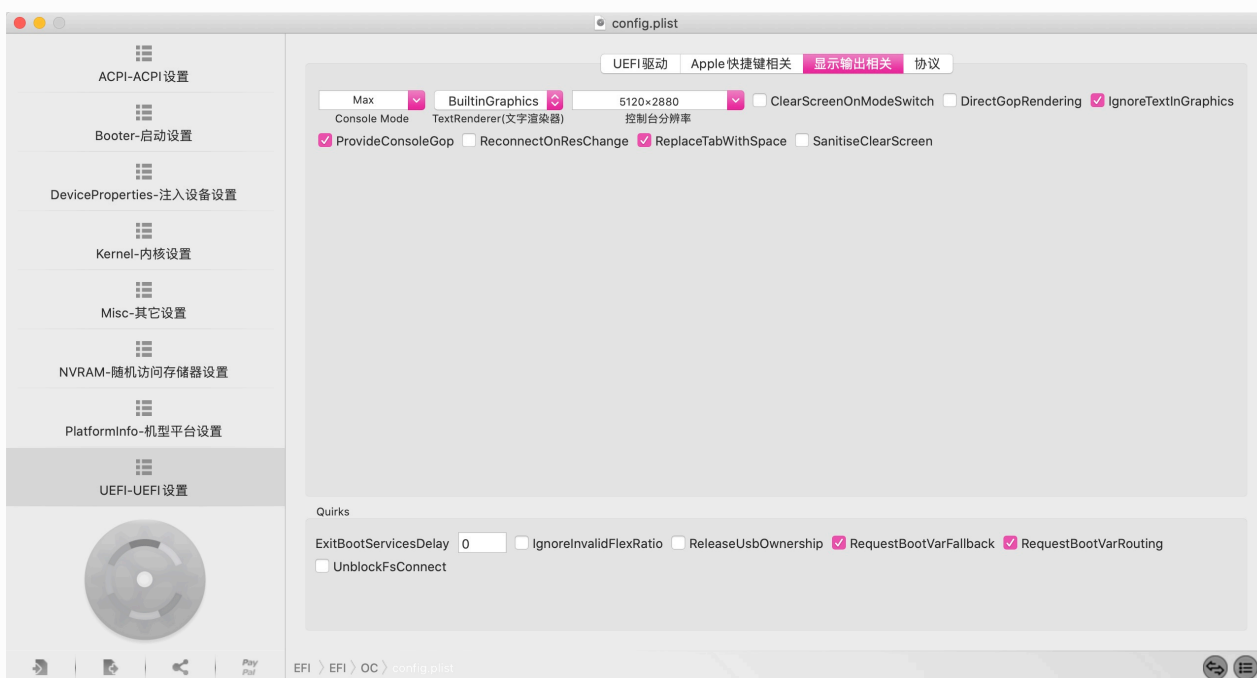 config.plist
ACPI-ACPI设置
Booter-启动设置
DeviceProperties-注入设备设置
Kernel-内核设置
Misc-其它设置
NVRAM-随机访问存储器设置
PlatformInfo-机型平台设置
UEFI-UEFI设置
Pay
Pal
UEFI驱动 Apple快捷键相关 显示输出相关 协议
Max BuiltinGraphics 5120×2880 ClearScreenOnModeSwitch DirectGopRendering IgnoreTextInGraphics
Console Mode TextRenderer(文字渲染器) 控制台分辨率
ProvideConsoleGop ReconnectOnResChange ReplaceTabWithSpace SanitiseClearScreen
Quirks
ExitBootServicesDelay 0 IgnoreInvalidFlexRatio ReleaseUsbOwnership RequestBootVarFallback RequestBootVarRouting
UnblockFsConnect
EFI 〉 EFI 〉 OC 〉 config.plist